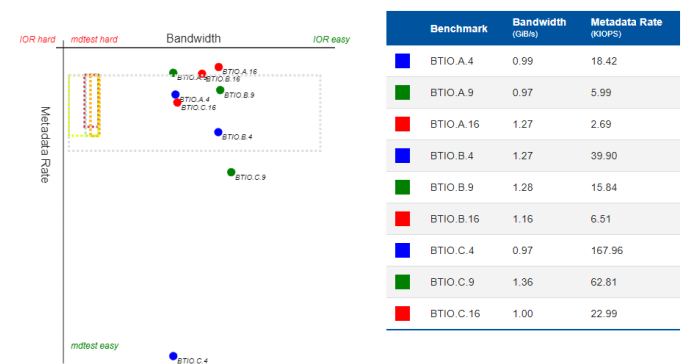 IOR hard mdtest hard Bandwidth IOR easy
Metadata Rate
BTIO.A.16
BTIO.A.9
BTIO.B.16
BTIO.B.9
BTIO.A.4
BTIO.C.16
BTIO.B.4
BTIO.C.9
mdtest easy
BTIO.C.4
Benchmark Bandwidth (GiB/s) Metadata Rate (KIOPS)
BTIO.A.4 0.99 18.42
BTIO.A.9 0.97 5.99
BTIO.A.16 1.27 2.69
BTIO.B.4 1.27 39.90
BTIO.B.9 1.28 15.84
BTIO.B.16 1.16 6.51
BTIO.C.4 0.97 167.96
BTIO.C.9 1.36 62.81
BTIO.C.16 1.00 22.99